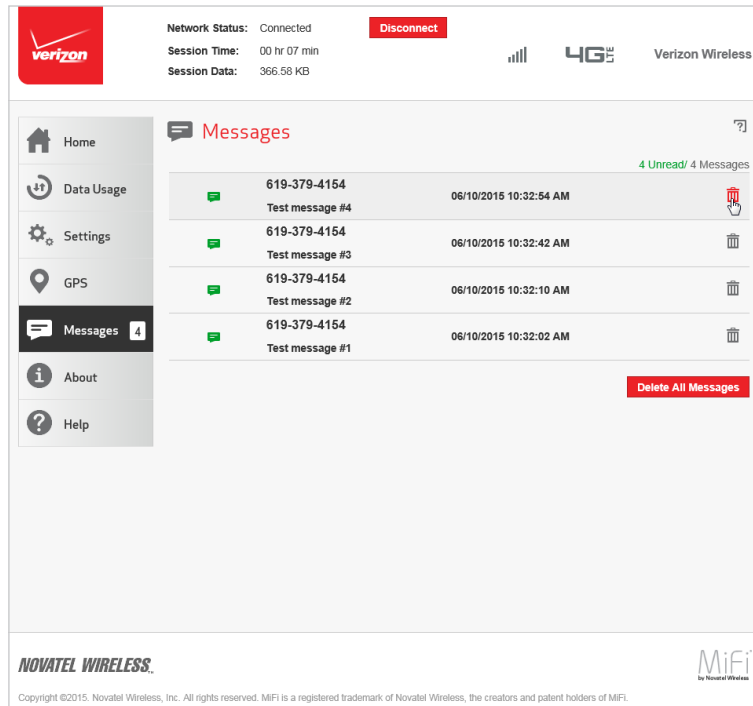 verizon
Network Status: Connected Disconnect
Session Time: 00 hr 07 min
Session Data: 366.58 KB
4G LTE Verizon Wireless
Home
Data Usage
Settings
GPS
Messages 4
About
Help
Messages
4 Unread/ 4 Messages
619-379-4154
Test message #4
06/10/2015 10:32:54 AM
619-379-4154
Test message #3
06/10/2015 10:32:42 AM
619-379-4154
Test message #2
06/10/2015 10:32:10 AM
619-379-4154
Test message #1
06/10/2015 10:32:02 AM
Delete All Messages
NOVATEL WIRELESS
MiFi
by Novatel Wireless
Copyright ©2015. Novatel Wireless, Inc. All rights reserved. MiFi is a registered trademark of Novatel Wireless, the creators and patent holders of MiFi.